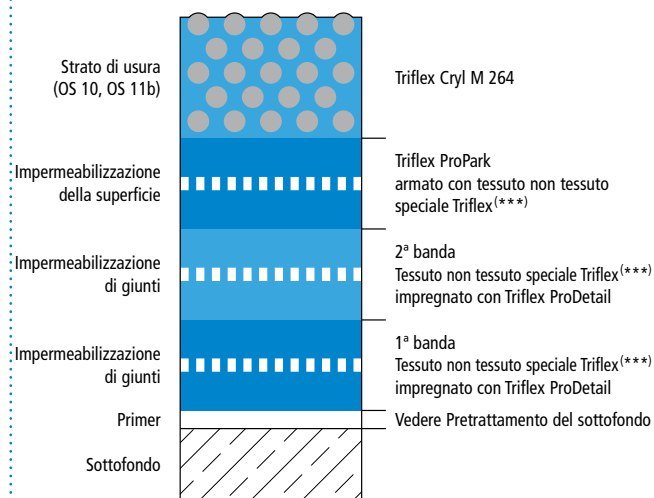 Strato di usura
(OS 10, OS 11b)
Triflex Cryl M 264
Impermeabilizzazione
della superficie
Triflex ProPark
armato con tessuto non tessuto
speciale Triflex(***)
Impermeabilizzazione
di giunti
2ª banda
Tessuto non tessuto speciale Triflex(***)
impregnato con Triflex ProDetail
Impermeabilizzazione
di giunti
1ª banda
Tessuto non tessuto speciale Triflex(***)
impregnato con Triflex ProDetail
Primer
Vedere Pretrattamento del sottofondo
Sottofondo